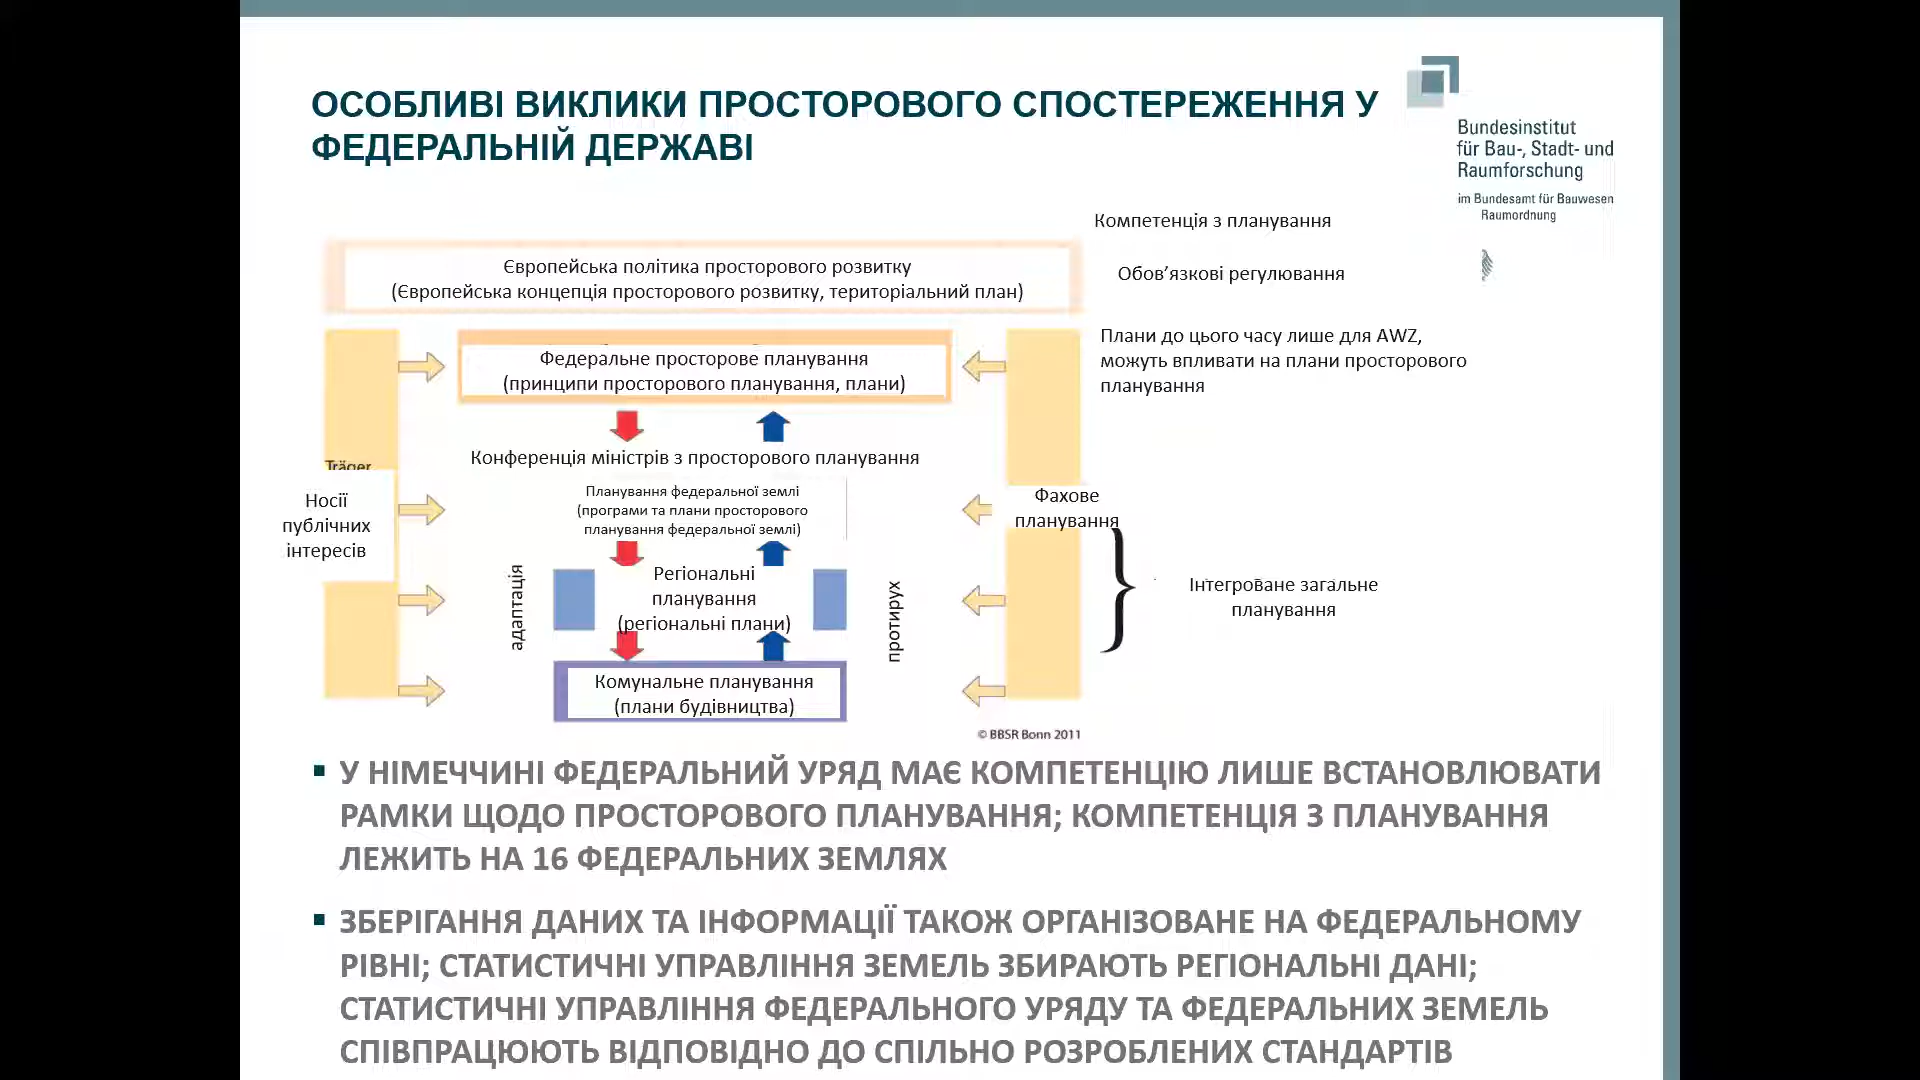 ОСОБЛИВІ ВИКЛИКИ ПРОСТОРОВОГО СПОСТЕРЕЖЕННЯ У
ФЕДЕРАЛЬНІЙ ДЕРЖАВІ
Bundesinstitut
für Bau-, Stadt- und
Raumforschung
im Bundesamt für Bauwesen
Raumordnung
Компетенція з планування
Європейська політика просторового розвитку
(Європейська концепція просторового розвитку, територіальний план)
Обов’язкові регулювання
Федеральне просторове планування
(принципи просторового планування, плани)
Плани до цього часу лише для AWZ,
можуть впливати на плани просторового
планування
Конференція міністрів з просторового планування
Träger
Носії
публічних
інтересів
Планування федеральної землі
(програми та плани просторового
планування федеральної землі)
Фахове
планування
адаптація
Регіональні
планування
(регіональні плани)
протирух
Інтегроване загальне
планування
Комунальне планування
(плани будівництва)
© BBSR Bonn 2011
▪ У НІМЕЧЧИНІ ФЕДЕРАЛЬНИЙ УРЯД МАЄ КОМПЕТЕНЦІЮ ЛИШЕ ВСТАНОВЛЮВАТИ
РАМКИ ЩОДО ПРОСТОРОВОГО ПЛАНУВАННЯ; КОМПЕТЕНЦІЯ З ПЛАНУВАННЯ
ЛЕЖИТЬ НА 16 ФЕДЕРАЛЬНИХ ЗЕМЛЯХ
▪ ЗБЕРІГАННЯ ДАНИХ ТА ІНФОРМАЦІЇ ТАКОЖ ОРГАНІЗОВАНЕ НА ФЕДЕРАЛЬНОМУ
РІВНІ; СТАТИСТИЧНІ УПРАВЛІННЯ ЗЕМЕЛЬ ЗБИРАЮТЬ РЕГІОНАЛЬНІ ДАНІ;
СТАТИСТИЧНІ УПРАВЛІННЯ ФЕДЕРАЛЬНОГО УРЯДУ ТА ФЕДЕРАЛЬНИХ ЗЕМЕЛЬ
СПІВПРАЦЮЮТЬ ВІДПОВІДНО ДО СПІЛЬНО РОЗРОБЛЕНИХ СТАНДАРТІВ